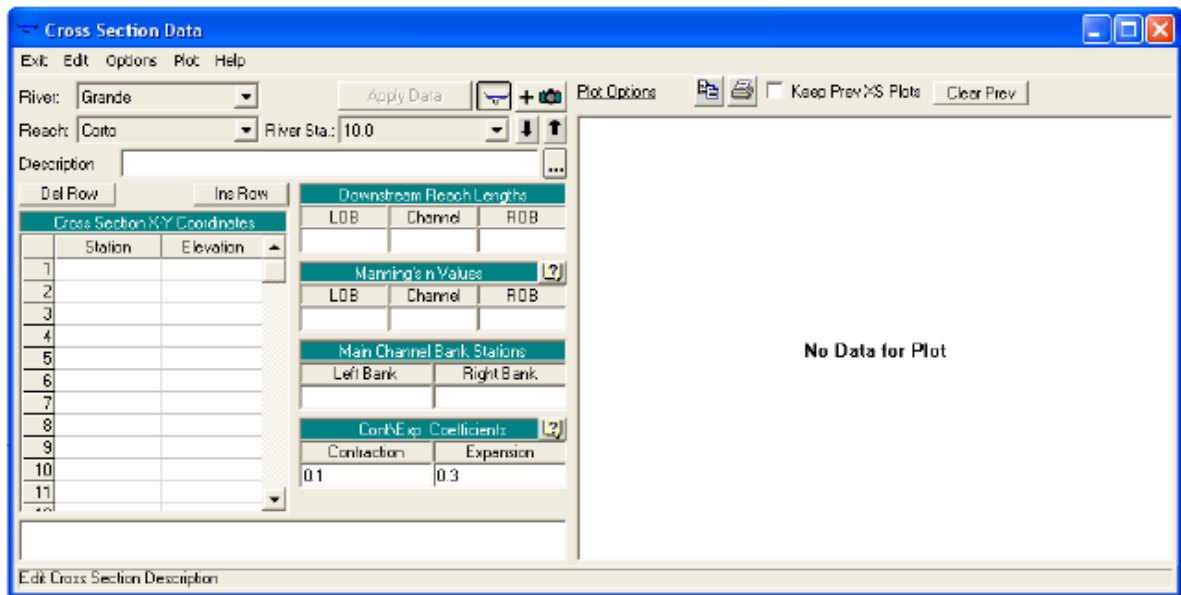 Cross Section Data
Exit Edit Options Plot Help
River: Grande Apply Data + Plot Options Keep Prev XS Plots Clear Prev
Reach: Corto River Sta.: 10.0
Description ...
Del Row Ins Row
Cross Section X-Y Coordinates
Station Elevation
1
2
3
4
5
6
7
8
9
10
11
Downstream Reach Lengths
LOB Channel ROB
Manning's n Values ?
LOB Channel ROB
Main Channel Bank Stations
Left Bank Right Bank
Cont\Exp Coefficients ?
Contraction Expansion
0.1 0.3
No Data for Plot
Edit Cross Section Description